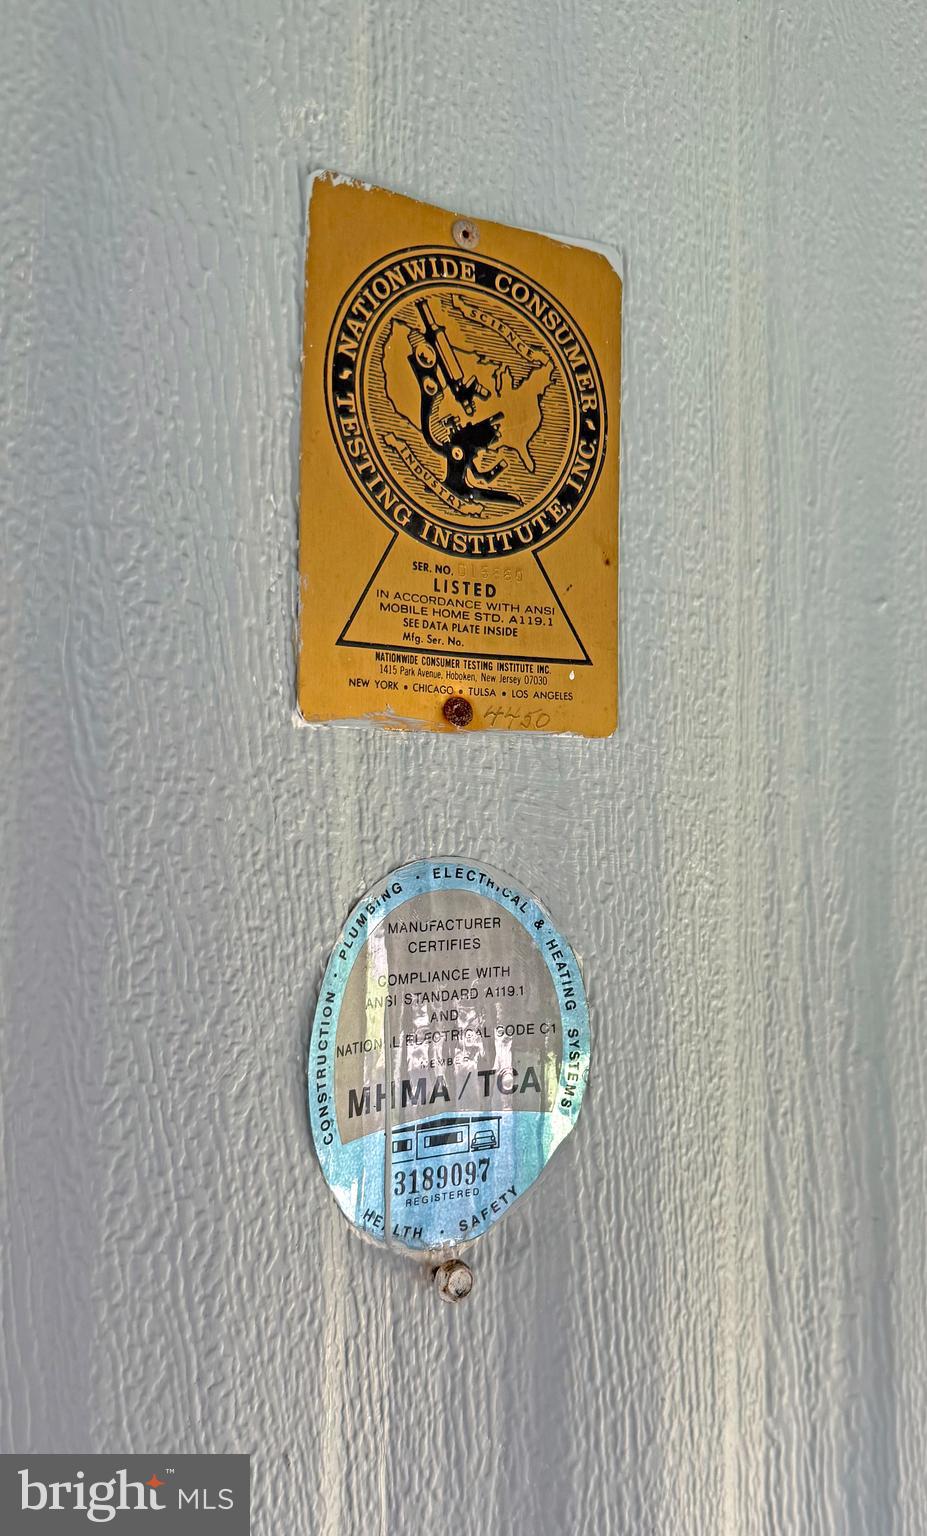 NATIONWIDE CONSUMER
TESTING INSTITUTE, INC.
SCIENCE
INDUSTRY
SER. NO.
LISTED
IN ACCORDANCE WITH ANSI
MOBILE HOME STD. A119.1
SEE DATA PLATE INSIDE
Mfg. Ser. No.
NATIONWIDE CONSUMER TESTING INSTITUTE INC.
1415 Park Avenue, Hoboken, New Jersey 07030
NEW YORK • CHICAGO • TULSA • LOS ANGELES
4450
CONSTRUCTION · PLUMBING · ELECTRICAL & HEATING SYSTEMS
MANUFACTURER
CERTIFIES
COMPLIANCE WITH
ANSI STANDARD A119.1
AND
NATIONAL ELECTRICAL CODE C1
MEMBER
MHMA / TCA
3189097
REGISTERED
HEALTH · SAFETY
bright™ MLS